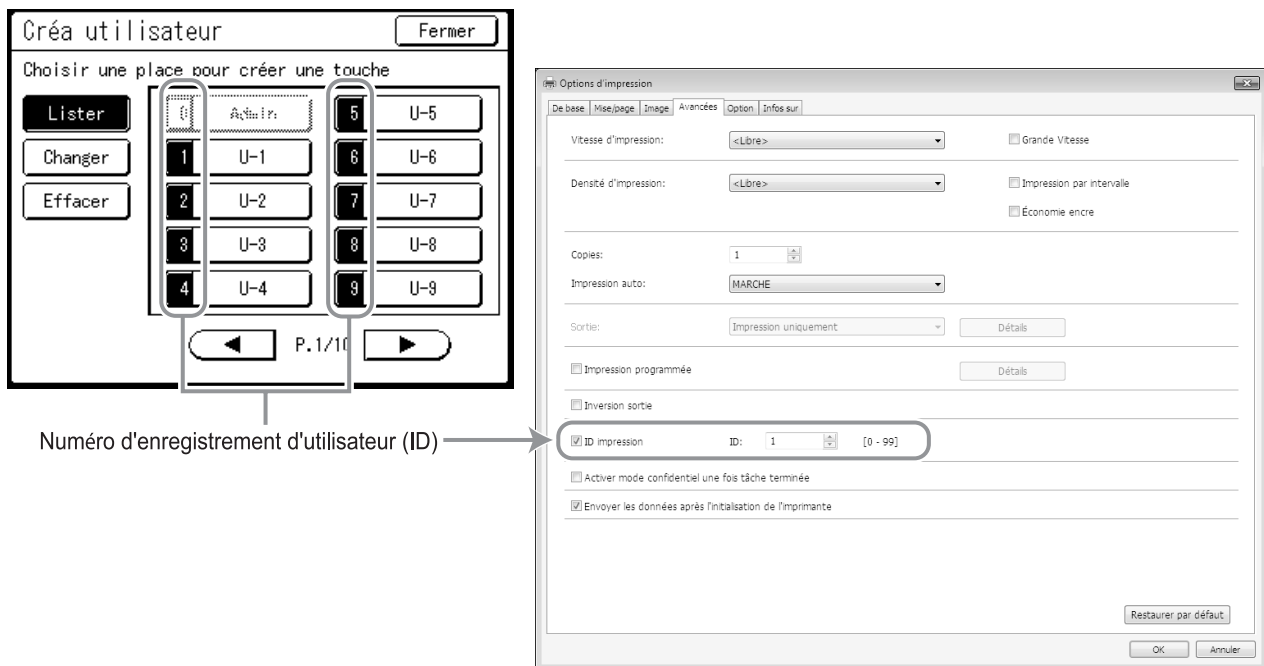 Créa utilisateur
Fermer
Choisir une place pour créer une touche
Lister
Changer
Effacer
0 Admin.
1 U-1
2 U-2
3 U-3
4 U-4
5 U-5
6 U-6
7 U-7
8 U-8
9 U-9
P.1/10
Numéro d'enregistrement d'utilisateur (ID)
Options d'impression
De base Mise/page Image Avancées Option Infos sur
Vitesse d'impression: <Libre> Grande Vitesse
Densité d'impression: <Libre> Impression par intervalle
Économie encre
Copies: 1
Impression auto: MARCHE
Sortie: Impression uniquement Détails
Impression programmée Détails
Inversion sortie
ID impression ID: 1 [0 - 99]
Activer mode confidentiel une fois tâche terminée
Envoyer les données après l'initialisation de l'imprimante
Restaurer par défaut
OK Annuler